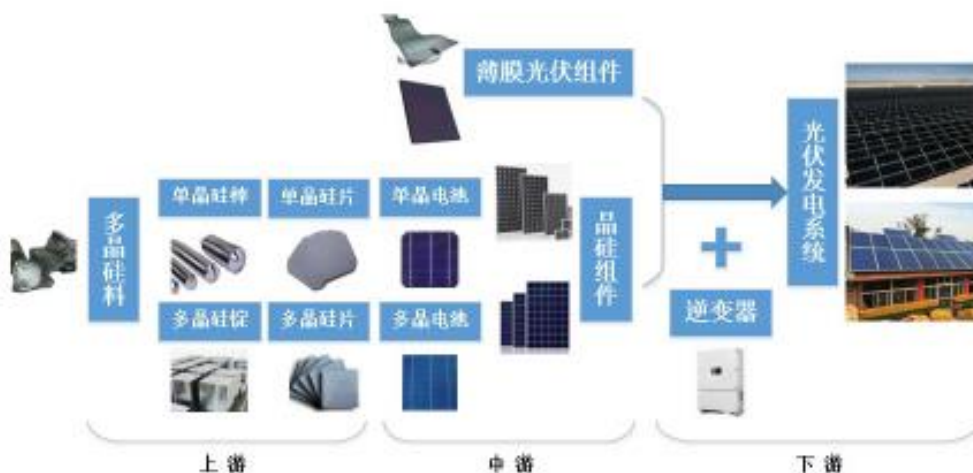 薄膜光伏组件
多晶硅料
单晶硅棒
单晶硅片
单晶电池
多晶硅锭
多晶硅片
多晶电池
晶硅组件
逆变器
光伏发电系统
上游
中游
下游